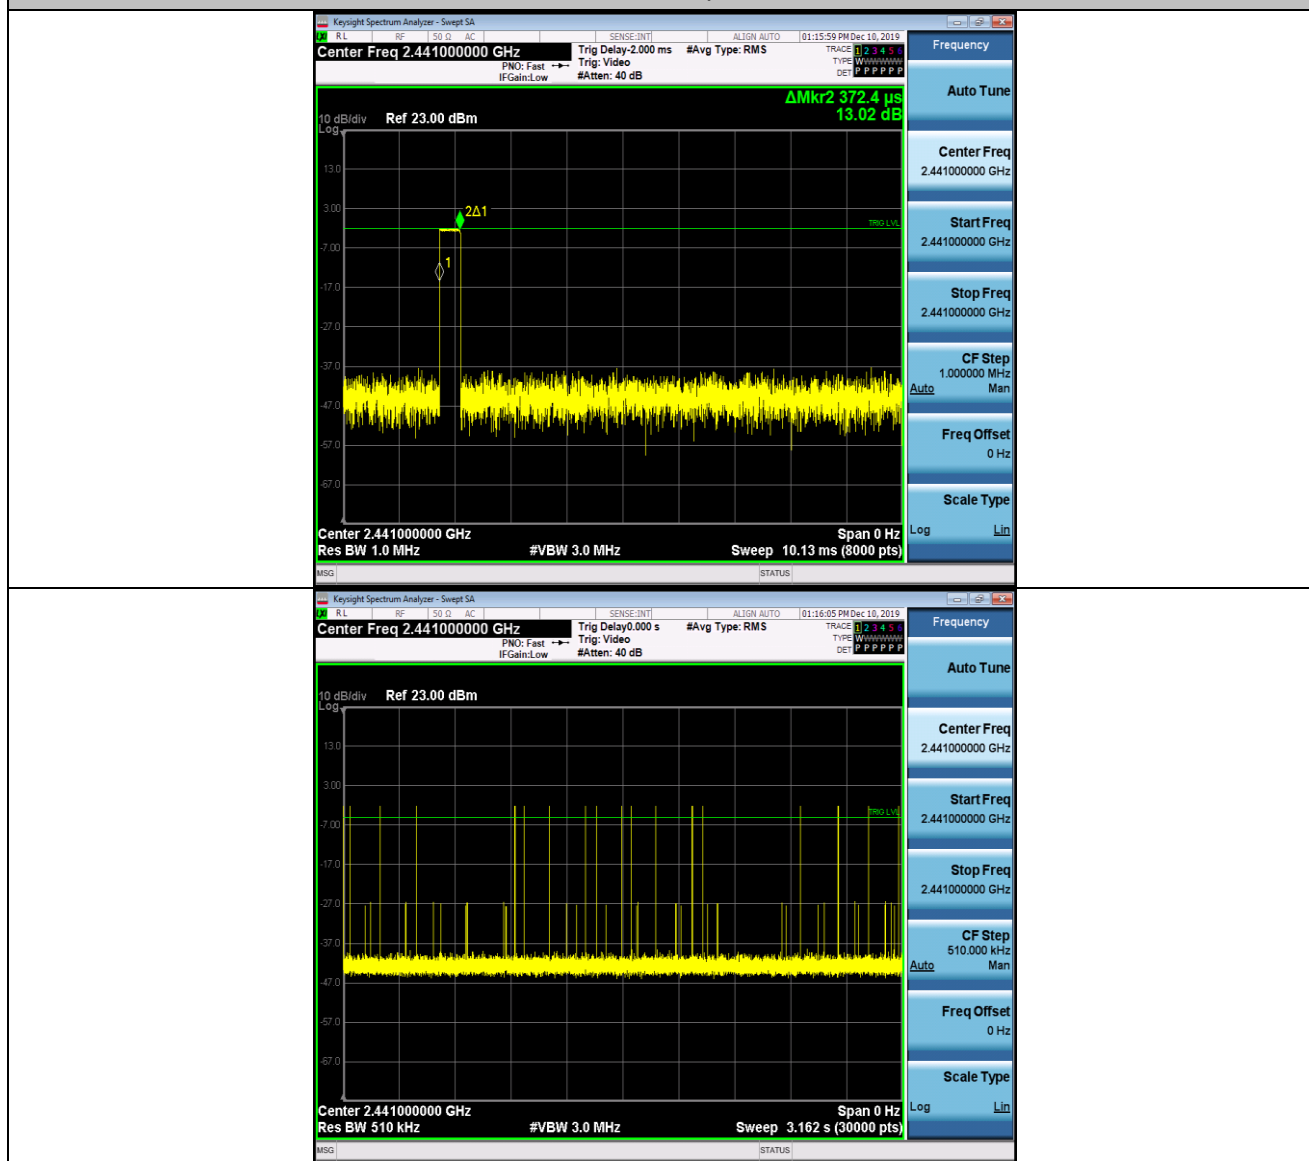 Keysight Spectrum Analyzer - Swept SA
RL RF 50 Ω AC SENSE:INT ALIGN AUTO 01:15:59 PM Dec 10, 2019
Center Freq 2.441000000 GHz
PNO: Fast
IFGain:Low
Trig Delay-2.000 ms
Trig: Video
#Atten: 40 dB
#Avg Type: RMS
TRACE 1 2 3 4 5 6
TYPE WWWWWW
DET P P P P P P
ΔMkr2 372.4 µs
13.02 dB
10 dB/div Ref 23.00 dBm
Log
13.0
3.00
-7.00
-17.0
-27.0
-37.0
-47.0
-57.0
-67.0
2Δ1
1
TRIG LVL
Center 2.441000000 GHz Span 0 Hz
Res BW 1.0 MHz #VBW 3.0 MHz Sweep 10.13 ms (8000 pts)
MSG STATUS
Frequency
Auto Tune
Center Freq
2.441000000 GHz
Start Freq
2.441000000 GHz
Stop Freq
2.441000000 GHz
CF Step
1.000000 MHz
Auto Man
Freq Offset
0 Hz
Scale Type
Log Lin
Keysight Spectrum Analyzer - Swept SA
RL RF 50 Ω AC SENSE:INT ALIGN AUTO 01:16:05 PM Dec 10, 2019
Center Freq 2.441000000 GHz
PNO: Fast
IFGain:Low
Trig Delay0.000 s
Trig: Video
#Atten: 40 dB
#Avg Type: RMS
TRACE 1 2 3 4 5 6
TYPE WWWWWW
DET P P P P P P
10 dB/div Ref 23.00 dBm
Log
13.0
3.00
-7.00
-17.0
-27.0
-37.0
-47.0
-57.0
-67.0
TRIG LVL
Center 2.441000000 GHz Span 0 Hz
Res BW 510 kHz #VBW 3.0 MHz Sweep 3.162 s (30000 pts)
MSG STATUS
Frequency
Auto Tune
Center Freq
2.441000000 GHz
Start Freq
2.441000000 GHz
Stop Freq
2.441000000 GHz
CF Step
510.000 kHz
Auto Man
Freq Offset
0 Hz
Scale Type
Log Lin